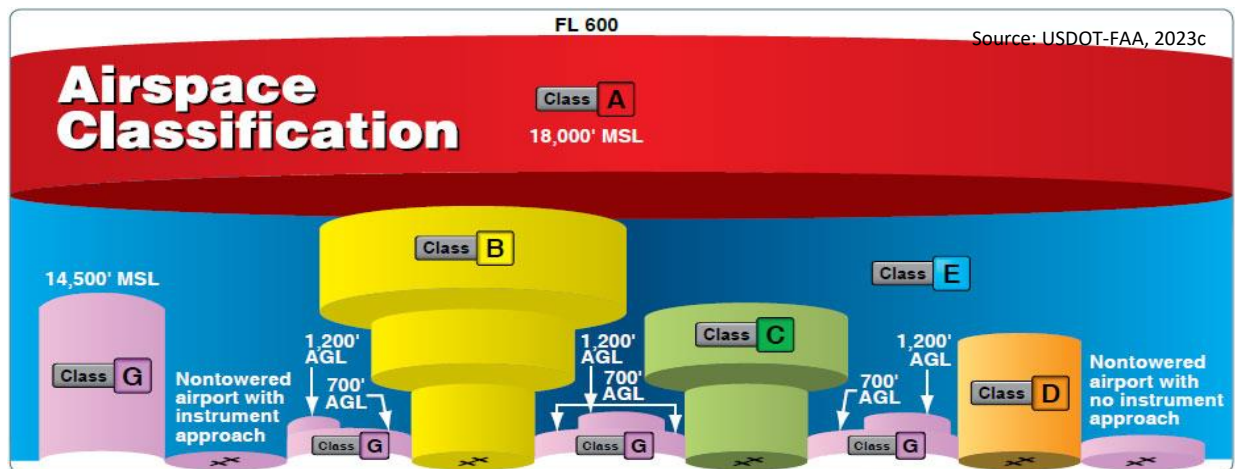 FL 600
Source: USDOT-FAA, 2023c
Airspace
Classification
Class A
18,000' MSL
Class B
Class E
14,500' MSL
Class C
1,200'
AGL
1,200'
AGL
1,200'
AGL
Class G
Nontowered
airport with
instrument
approach
700'
AGL
700'
AGL
700'
AGL
Class D
Nontowered
airport with
no instrument
approach
Class G
Class G
Class G